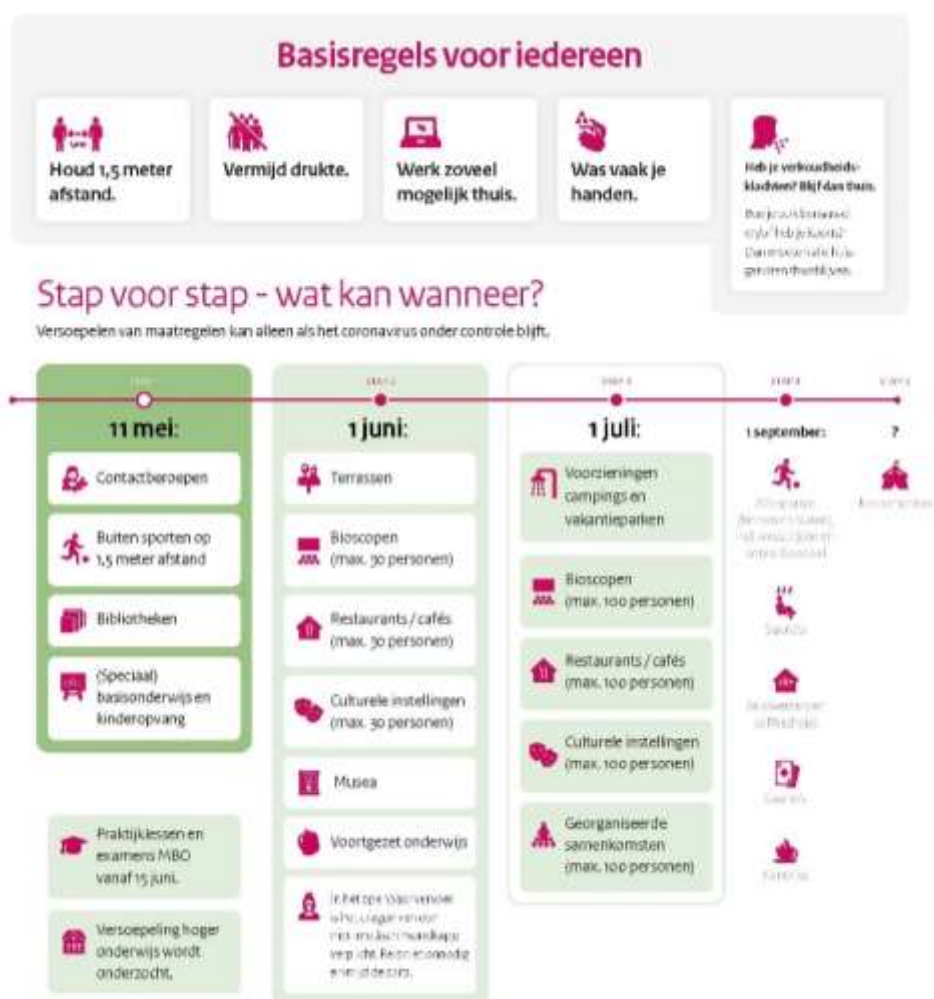 Basisregels voor iedereen
Houd 1,5 meter
afstand.
Vermijd drukte.
Werk zoveel
mogelijk thuis.
Was vaak je
handen.
Heb je verkoudheids-
klachten? Blijf dan thuis.
Stap voor stap - wat kan wanneer?
Versoepelen van maatregelen kan alleen als het coronavirus onder controle blijft.
11 mei:
Contactberoepen
Buiten sporten op
1,5 meter afstand
Bibliotheken
(Speciaal)
basisonderwijs en
kinderopvang
Praktijklessen en
examens MBO
vanaf 15 juni.
Versoepeling hoger
onderwijs wordt
onderzocht.
1 juni:
Terrassen
Bioscopen
(max. 30 personen)
Restaurants / cafés
(max. 30 personen)
Culturele instellingen
(max. 30 personen)
Musea
Voortgezet onderwijs
1 juli:
Voorzieningen
campings en
vakantieparken
Bioscopen
(max. 100 personen)
Restaurants / cafés
(max. 100 personen)
Culturele instellingen
(max. 100 personen)
Georganiseerde
samenkomsten
(max. 100 personen)
1 september:
?